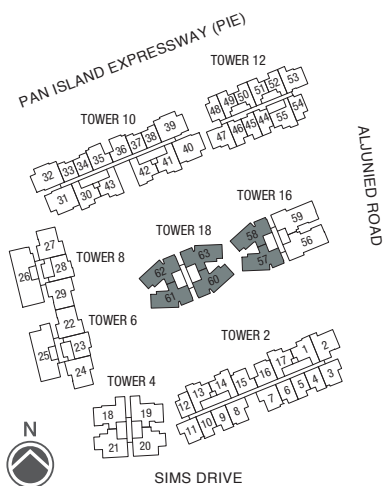 PAN ISLAND EXPRESSWAY (PIE)
TOWER 12
48 49 50 51 52 53
47 46 45 44 55 54
TOWER 10
32 33 34 35 36 37 38 39
31 30 43 42 41 40
ALJUNIED ROAD
TOWER 16
58 59
57 56
TOWER 18
62 63
61 60
TOWER 8
27
26 28
29
TOWER 6
22
25 23
24
TOWER 2
12 13 14 15 16 17 1 2
11 10 9 8 7 6 5 4 3
TOWER 4
18 19
21 20
N
SIMS DRIVE